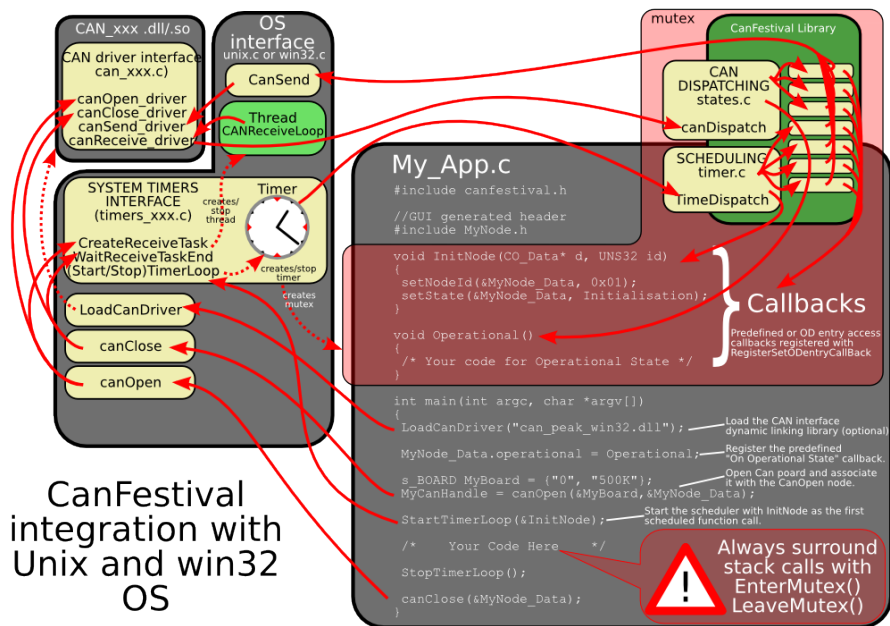 CAN_xxx .dll/.so
CAN driver interface
can_xxx.c)
canOpen_driver
canClose_driver
canSend_driver
canReceive_driver
OS
interface
unix.c or win32.c
CanSend
Thread
CANReceiveLoop
SYSTEM TIMERS
INTERFACE
(timers_xxx.c)
creates/
stop
thread
Timer
CreateReceiveTask
WaitReceiveTaskEnd
(Start/Stop)TimerLoop
creates/stop
timer
creates
mutex
LoadCanDriver
canClose
canOpen
mutex
CanFestival Library
CAN
DISPATCHING
states.c
canDispatch
SCHEDULING
timer.c
TimeDispatch
My_App.c
#include canfestival.h
//GUI generated header
#include MyNode.h
void InitNode(CO_Data* d, UNS32 id)
{
setNodeId(&MyNode_Data, 0x01);
setState(&MyNode_Data, Initialisation);
}
void Operational()
{
/* Your code for Operational State */
}
} Callbacks
Predefined or OD entry access
callbacks registered with
RegisterSetODentryCallBack
int main(int argc, char *argv[])
{
LoadCanDriver("can_peak_win32.dll");
Load the CAN interface
dynamic linking library (optional)
MyNode_Data.operational = Operational;
Register the predefined
"On Operational State" callback.
s_BOARD MyBoard = {"0", "500K"};
MyCanHandle = canOpen(&MyBoard,&MyNode_Data);
Open Can poard and associate
it with the CanOpen node.
StartTimerLoop(&InitNode);
Start the scheduler with InitNode as the first
scheduled function call.
/* Your Code Here */
StopTimerLoop();
canClose(&MyNode_Data);
}
!
Always surround
stack calls with
EnterMutex()
LeaveMutex()
CanFestival
integration with
Unix and win32
OS